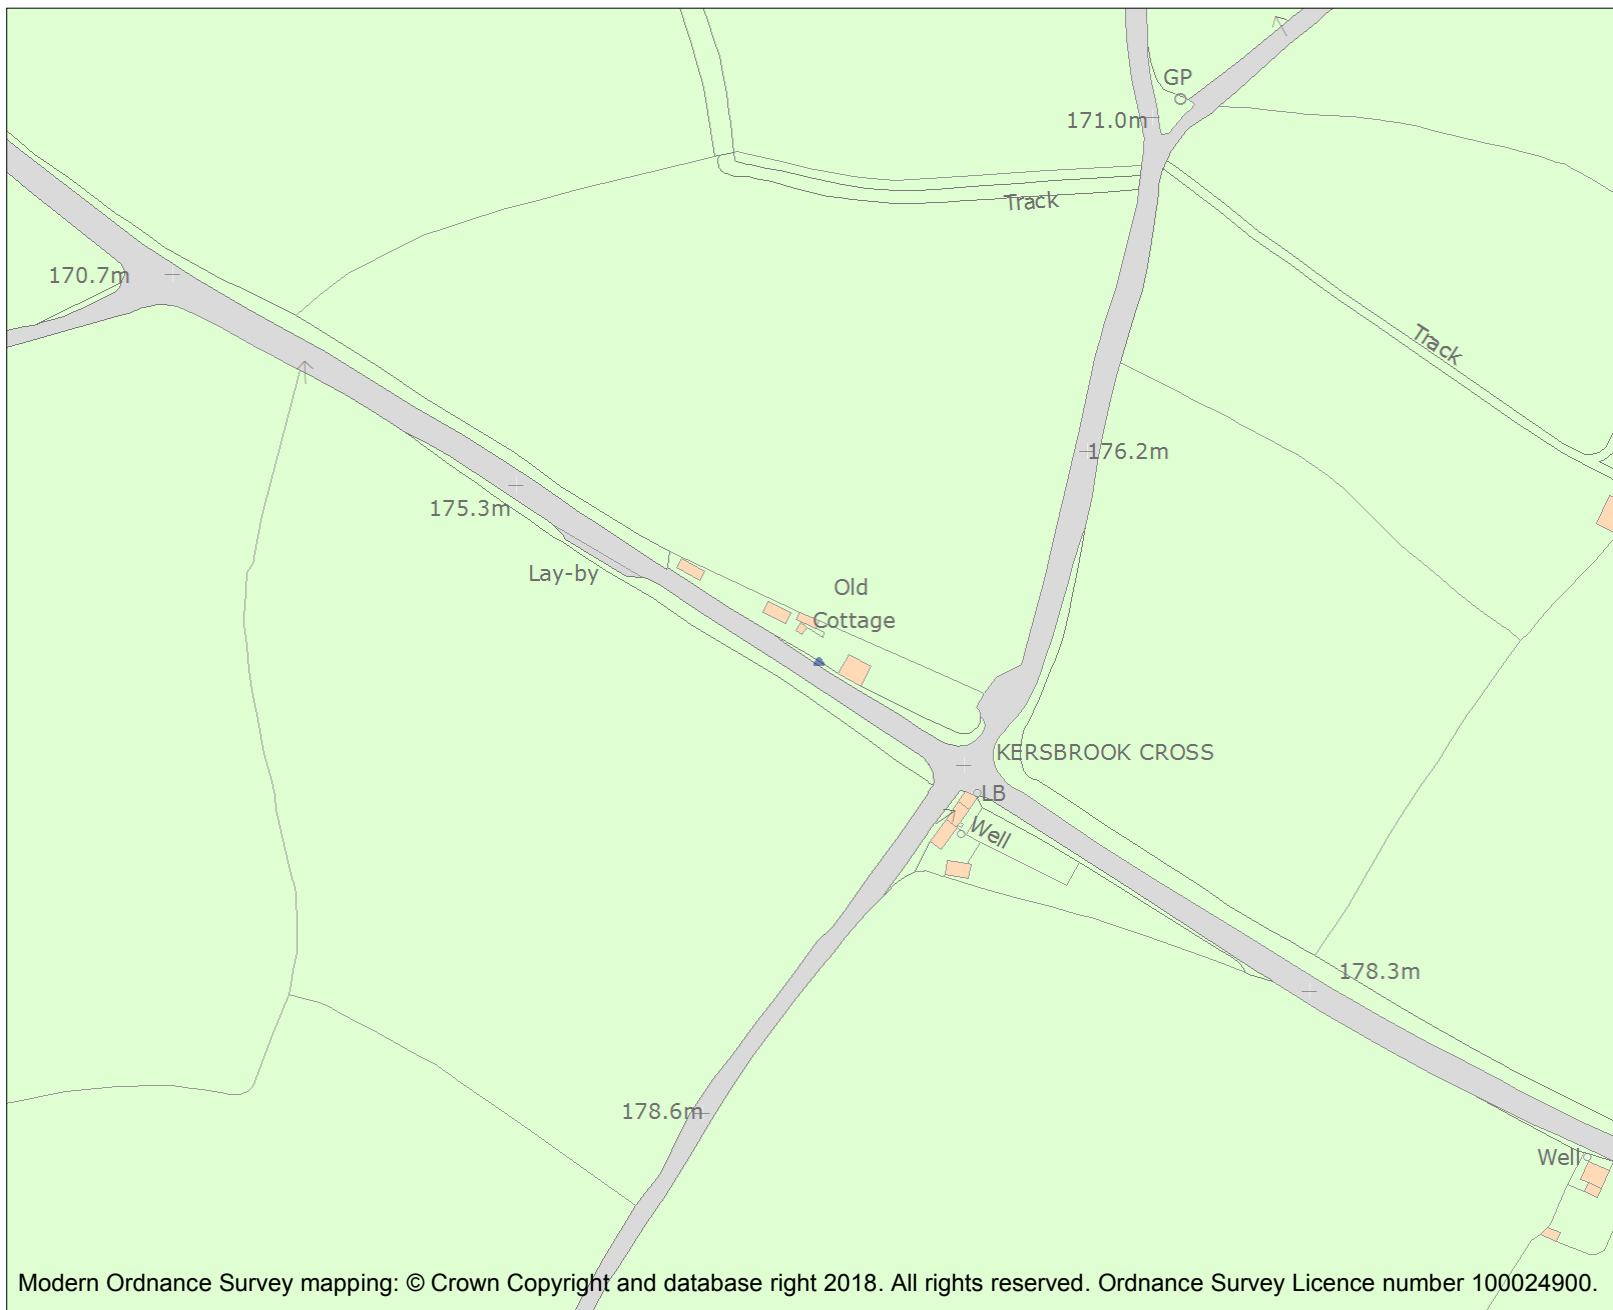 GP
171.0m
Track
170.7m
Track
176.2m
175.3m
Lay-by
Old
Cottage
KERSBROOK CROSS
LB
Well
178.3m
178.6m
Well
Modern Ordnance Survey mapping: © Crown Copyright and database right 2018. All rights reserved. Ordnance Survey Licence number 100024900.